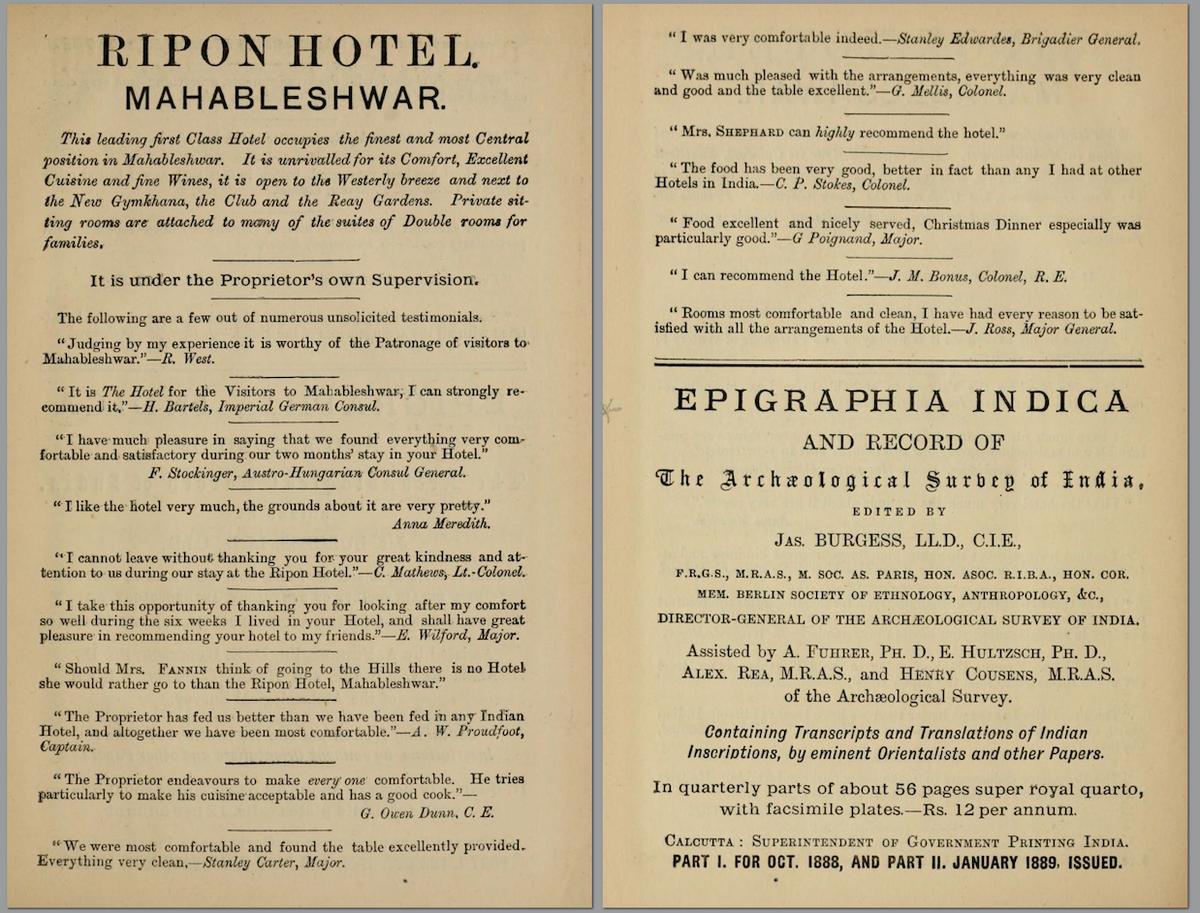 RIPON HOTEL.
MAHABLESHWAR.
This leading first Class Hotel occupies the finest and most Central
position in Mahableshwar. It is unrivalled for its Comfort, Excellent
Cuisine and fine Wines, it is open to the Westerly breeze and next to
the New Gymkhana, the Club and the Reay Gardens. Private sit-
ting rooms are attached to many of the suites of Double rooms for
families.
It is under the Proprietor's own Supervision.
The following are a few out of numerous unsolicited testimonials.
"Judging by my experience it is worthy of the Patronage of visitors to
Mahableshwar."—R. West.
"It is The Hotel for the Visitors to Mahableshwar, I can strongly re-
commend it."—H. Bartels, Imperial German Consul.
"I have much pleasure in saying that we found everything very com-
fortable and satisfactory during our two months' stay in your Hotel."
F. Stockinger, Austro-Hungarian Consul General.
"I like the hotel very much, the grounds about it are very pretty."
Anna Meredith.
"I cannot leave without thanking you for your great kindness and at-
tention to us during our stay at the Ripon Hotel."—C. Mathews, Lt.-Colonel.
"I take this opportunity of thanking you for looking after my comfort
so well during the six weeks I lived in your Hotel, and shall have great
pleasure in recommending your hotel to my friends."—E. Wilford, Major.
"Should Mrs. FANNIN think of going to the Hills there is no Hotel
she would rather go to than the Ripon Hotel, Mahableshwar."
"The Proprietor has fed us better than we have been fed in any Indian
Hotel, and altogether we have been most comfortable."—A. W. Proudfoot,
Captain.
"The Proprietor endeavours to make every one comfortable. He tries
particularly to make his cuisine acceptable and has a good cook."—
G. Owen Dunn, C. E.
"We were most comfortable and found the table excellently provided.
Everything very clean.—Stanley Carter, Major.
"I was very comfortable indeed.—Stanley Edwardes, Brigadier General.
"Was much pleased with the arrangements, everything was very clean
and good and the table excellent."—G. Mellis, Colonel.
"Mrs. SHEPHARD can highly recommend the hotel."
"The food has been very good, better in fact than any I had at other
Hotels in India.—C. P. Stokes, Colonel.
"Food excellent and nicely served, Christmas Dinner especially was
particularly good."—G Poignand, Major.
"I can recommend the Hotel."—J. M. Bonus, Colonel, R. E.
"Rooms most comfortable and clean, I have had every reason to be sat-
isfied with all the arrangements of the Hotel.—J. Ross, Major General.
EPIGRAPHIA INDICA
AND RECORD OF
The Archæological Survey of India.
EDITED BY
JAS. BURGESS, LL.D., C.I.E.,
F.R.G.S., M.R.A.S., M. SOC. AS. PARIS, HON. ASOC. R.I.B.A., HON. COR.
MEM. BERLIN SOCIETY OF ETHNOLOGY, ANTHROPOLOGY, &C.,
DIRECTOR-GENERAL OF THE ARCHÆOLOGICAL SURVEY OF INDIA.
Assisted by A. FUHRER, PH. D., E. HULTZSCH, PH. D.,
ALEX. REA, M.R.A.S., and HENRY COUSENS, M.R.A.S.
of the Archæological Survey.
Containing Transcripts and Translations of Indian
Inscriptions, by eminent Orientalists and other Papers.
In quarterly parts of about 56 pages super royal quarto,
with facsimile plates.—Rs. 12 per annum.
CALCUTTA : SUPERINTENDENT OF GOVERNMENT PRINTING INDIA.
PART I. FOR OCT. 1888, AND PART II. JANUARY 1889, ISSUED.